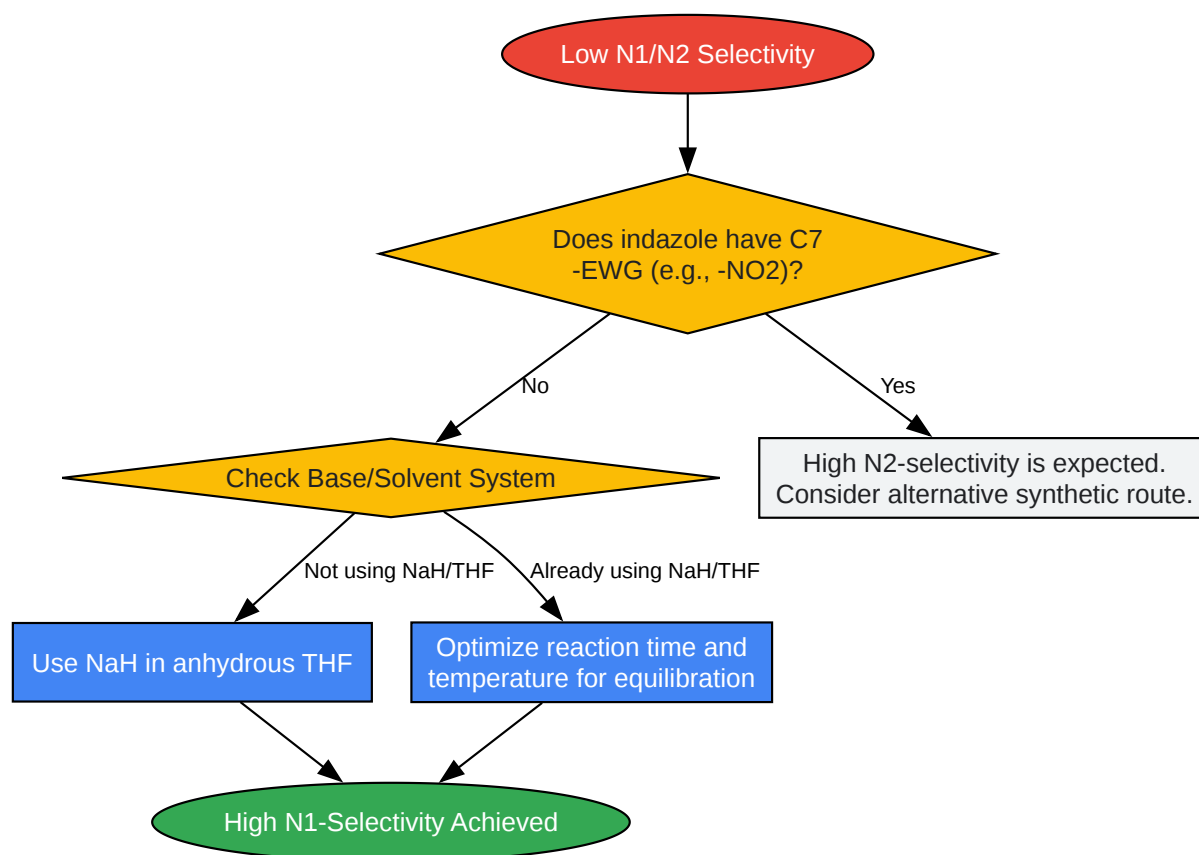 Low N1/N2 Selectivity
Does indazole have C7
-EWG (e.g., -NO2)?
No
Yes
Check Base/Solvent System
High N2-selectivity is expected.
Consider alternative synthetic route.
Not using NaH/THF
Already using NaH/THF
Use NaH in anhydrous THF
Optimize reaction time and
temperature for equilibration
High N1-Selectivity Achieved